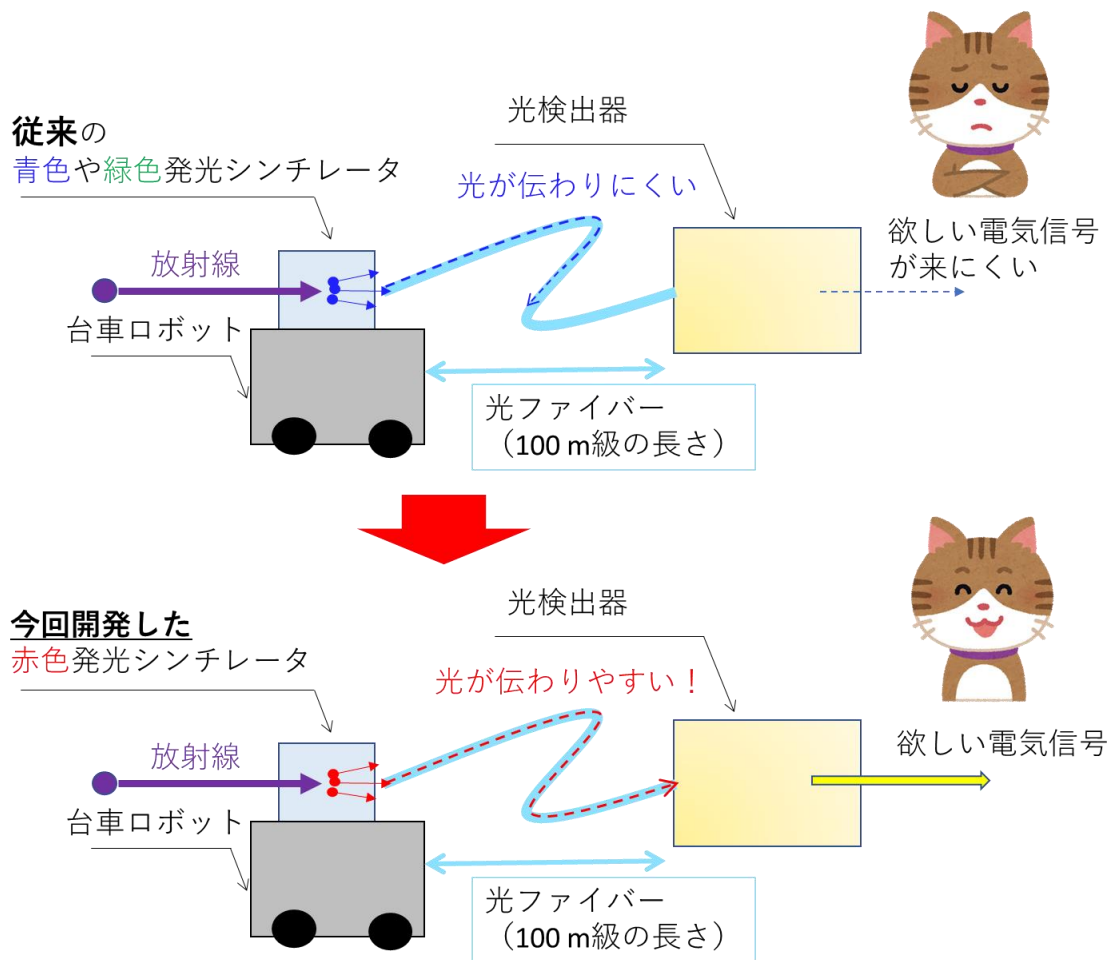 従来の
青色や緑色発光シンチレータ
光検出器
光が伝わりにくい
欲しい電気信号
が来にくい
放射線
台車ロボット
光ファイバー
（100 m級の長さ）
今回開発した
赤色発光シンチレータ
光検出器
光が伝わりやすい！
欲しい電気信号
放射線
台車ロボット
光ファイバー
（100 m級の長さ）